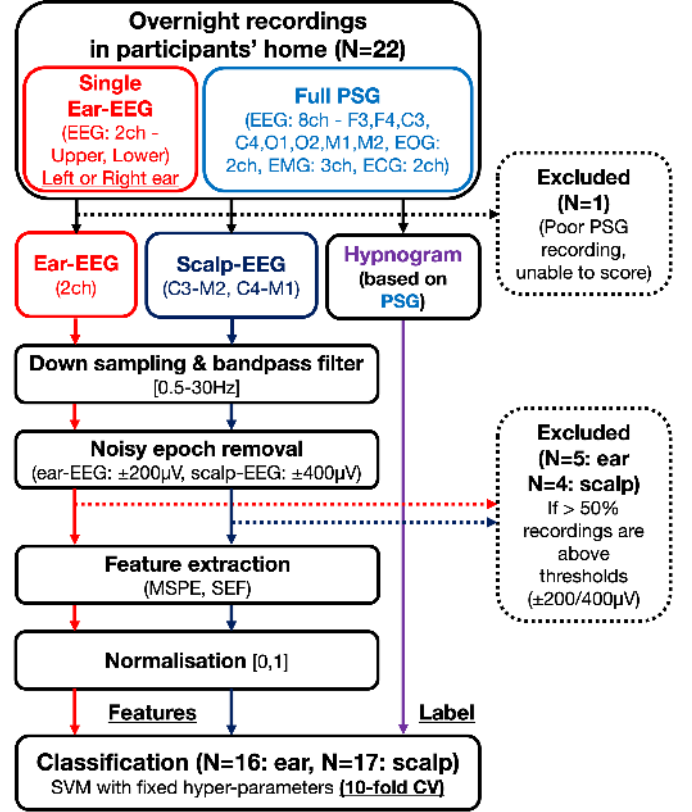 Overnight recordings
in participants' home (N=22)
Single
Ear-EEG
(EEG: 2ch -
Upper, Lower)
Left or Right ear
Full PSG
(EEG: 8ch - F3,F4,C3,
C4,O1,O2,M1,M2, EOG:
2ch, EMG: 3ch, ECG: 2ch)
Excluded
(N=1)
(Poor PSG
recording,
unable to score)
Ear-EEG
(2ch)
Scalp-EEG
(C3-M2, C4-M1)
Hypnogram
(based on
PSG)
Down sampling & bandpass filter
[0.5-30Hz]
Noisy epoch removal
(ear-EEG: ±200µV, scalp-EEG: ±400µV)
Excluded
(N=5: ear
N=4: scalp)
If > 50%
recordings are
above
thresholds
(±200/400µV)
Feature extraction
(MSPE, SEF)
Normalisation [0,1]
Features
Label
Classification (N=16: ear, N=17: scalp)
SVM with fixed hyper-parameters (10-fold CV)